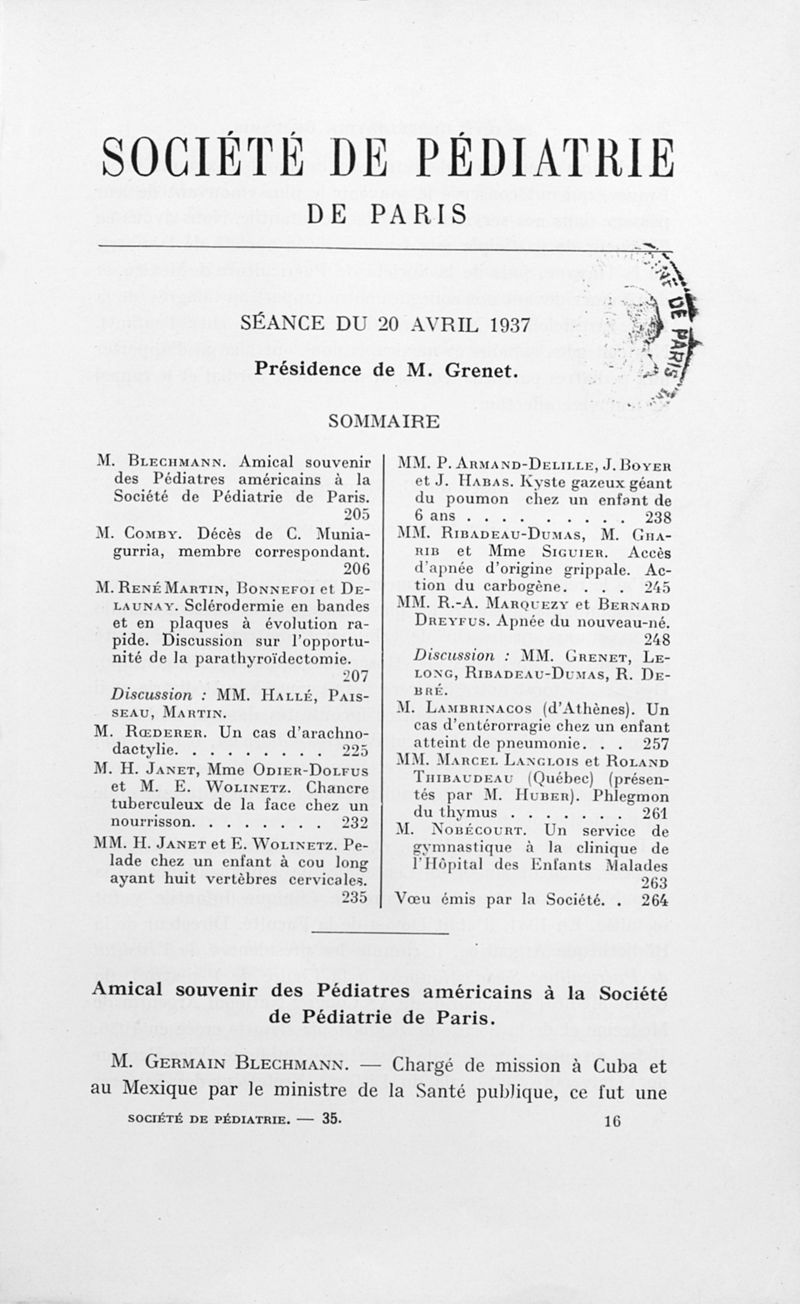 SOCIÉTÉ DE PÉDIATRIE
DE PARIS
DE PARIS
SÉANCE DU 20 AVRIL 1937
Présidence de M. Grenet.
SOMMAIRE
M. BLECHMANN. Amical souvenir
des Pédiatres américains à la
Société de Pédiatrie de Paris.
205
M. COMBY. Décès de C. Munia-
gurria, membre correspondant.
206
M. RENÉ MARTIN, BONNEFOI et DE-
LAUNAY. Sclérodermie en bandes
et en plaques à évolution ra-
pide. Discussion sur l'opportu-
nité de la parathyroïdectomie.
207
Discussion : MM. HALLÉ, PAIS-
SEAU, MARTIN.
M. RŒDERER. Un cas d'arachno-
dactylie. . . . . . . . . 225
M. H. JANET, Mme ODIER-DOLFUS
et M. E. WOLINETZ. Chancre
tuberculeux de la face chez un
nourrisson. . . . . . . . 232
MM. H. JANET et E. WOLINETZ. Pe-
lade chez un enfant à cou long
ayant huit vertèbres cervicales.
235
MM. P. ARMAND-DELILLE, J. BOYER
et J. HABAS. Kyste gazeux géant
du poumon chez un enfant de
6 ans . . . . . . . . . . 238
MM. RIBADEAU-DUMAS, M. GHA-
RIB et Mme SIGUIER. Accès
d'apnée d'origine grippale. Ac-
tion du carbogène. . . . 245
MM. R.-A. MARQUEZY et BERNARD
DREYFUS. Apnée du nouveau-né.
248
Discussion : MM. GRENET, LE-
LONG, RIBADEAU-DUMAS, R. DE-
BRÉ.
M. LAMBRINACOS (d'Athènes). Un
cas d'entérorragie chez un enfant
atteint de pneumonie. . . 257
MM. MARCEL LANGLOIS et ROLAND
THIBAUDEAU (Québec) (présen-
tés par M. HUBER). Phlegmon
du thymus . . . . . . . 261
M. NOBÉCOURT. Un service de
gymnastique à la clinique de
l'Hôpital des Enfants Malades
263
Vœu émis par la Société. . 264
Amical souvenir des Pédiatres américains à la Société
de Pédiatrie de Paris.
M. GERMAIN BLECHMANN. — Chargé de mission à Cuba et
au Mexique par le ministre de la Santé publique, ce fut une
SOCIÉTÉ DE PÉDIATRIE. — 35. 16